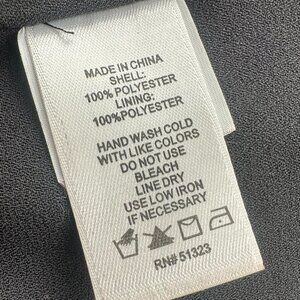 MADE IN CHINA
SHELL:
100% POLYESTER
LINING:
100%POLYESTER
HAND WASH COLD
WITH LIKE COLORS
DO NOT USE
BLEACH
LINE DRY
USE LOW IRON
IF NECESSARY
RN# 51323